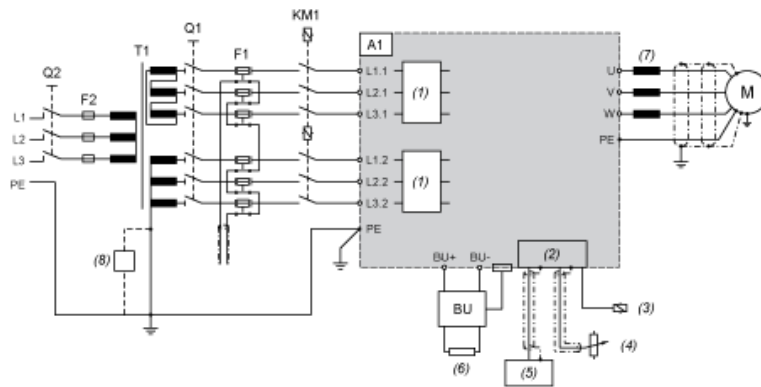 KM1
Q1
T1
F1
A1
Q2
F2
L1
L2
L3
PE
L1.1
L2.1
L3.1
(1)
L1.2
L2.2
L3.2
(1)
PE
U
V
W
PE
(7)
M
(8)
BU+
BU-
(2)
BU
(3)
(4)
(5)
(6)